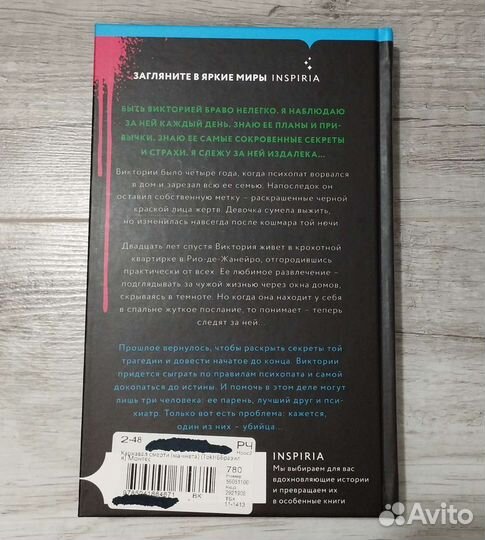 ЗАГЛЯНИТЕ В ЯРКИЕ МИРЫ INSPIRIA
БЫТЬ ВИКТОРИЕЙ БРАВО НЕЛЕГКО. Я НАБЛЮДАЮ
ЗА НЕЙ КАЖДЫЙ ДЕНЬ. ЗНАЮ ЕЕ ПЛАНЫ И ПРИ-
ВЫЧКИ. ЗНАЮ ЕЕ САМЫЕ СОКРОВЕННЫЕ СЕКРЕТЫ
И СТРАХИ. Я СЛЕЖУ ЗА НЕЙ ИЗДАЛЕКА...
Виктории было четыре года, когда психопат ворвался
в дом и зарезал всю ее семью. Напоследок он
оставил собственную метку – раскрашенные черной
краской лица жертв. Девочка сумела выжить,
но изменилась навсегда после кошмара той ночи
Двадцать лет спустя Виктория живет в крохотной
квартирке в Рио-де-Жанейро, отгородившись
практически от всех. Ее любимое развлечение –
подглядывать за чужой жизнью через окна домов,
скрываясь в темноте. Но когда она находит у себя
в спальне жуткое послание, то понимает – теперь
следят за ней...
Прошлое вернулось, чтобы раскрыть секреты той
трагедии и довести начатое до конца. Виктории
придется сыграть по правилам психопата и самой
докопаться до истины. И помочь в этом деле могут
лишь три человека: ее парень, лучший друг и пси-
хиатр. Только вот есть проблема: кажется,
один из них – убийца...
2-48
РЧ
780
INSPIRIA
Мы выбираем для вас
вдохновляющие истории
и превращаем их
в особенные книги
Avito